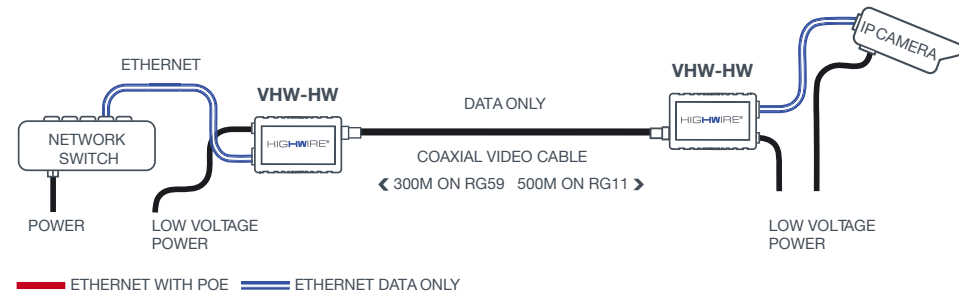 ETHERNET
VHW-HW
HIGHWIRE®
NETWORK
SWITCH
POWER
LOW VOLTAGE
POWER
DATA ONLY
COAXIAL VIDEO CABLE
< 300M ON RG59 500M ON RG11 >
VHW-HW
HIGHWIRE®
IP CAMERA
LOW VOLTAGE
POWER
ETHERNET WITH POE
ETHERNET DATA ONLY